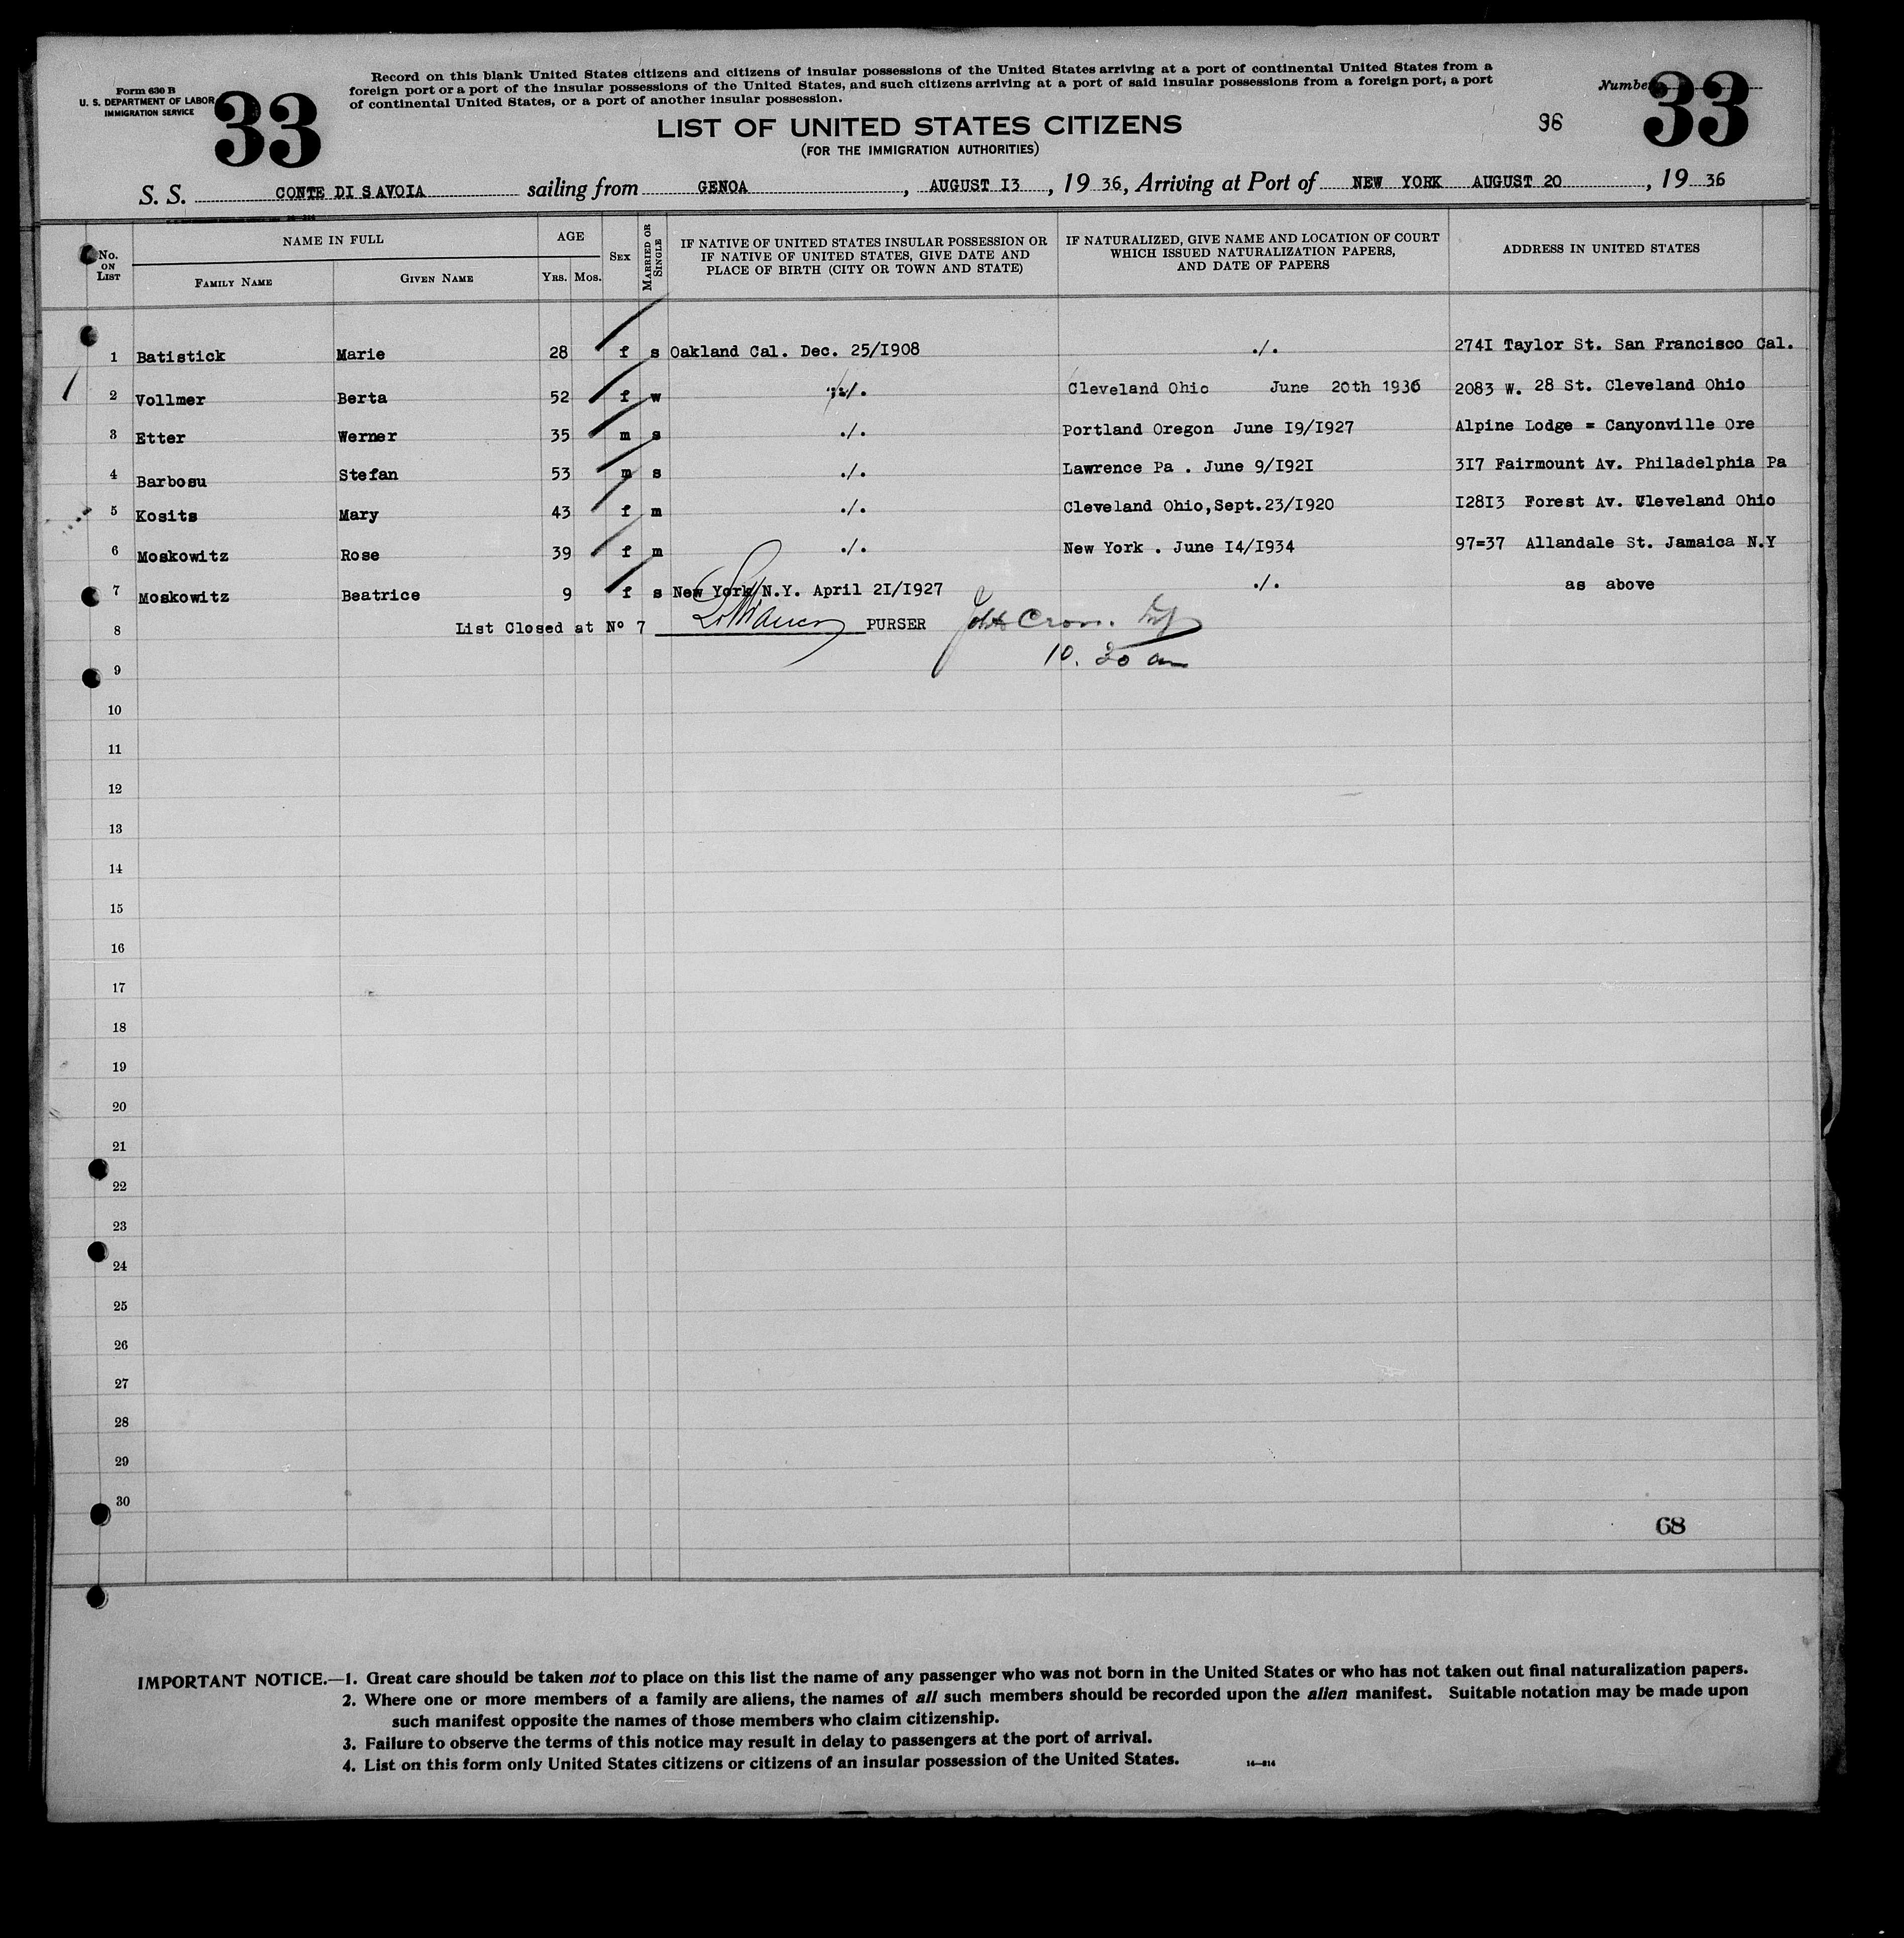 Form 630 B
U. S. DEPARTMENT OF LABOR
IMMIGRATION SERVICE
33
Record on this blank United States citizens and citizens of insular possessions of the United States arriving at a port of continental United States from a
foreign port or a port of the insular possessions of the United States, and such citizens arriving at a port of said insular possessions from a foreign port, a port
of continental United States, or a port of another insular possession.
Number 33
LIST OF UNITED STATES CITIZENS
(FOR THE IMMIGRATION AUTHORITIES)
36
S. S. CONTE DI SAVOIA sailing from GENOA, AUGUST I3, 19 36, Arriving at Port of NEW YORK AUGUST 20, 19 36
No. ON LIST NAME IN FULL FAMILY NAME GIVEN NAME AGE YRS. MOS. SEX MARRIED OR SINGLE IF NATIVE OF UNITED STATES INSULAR POSSESSION OR IF NATIVE OF UNITED STATES, GIVE DATE AND PLACE OF BIRTH (CITY OR TOWN AND STATE) IF NATURALIZED, GIVE NAME AND LOCATION OF COURT WHICH ISSUED NATURALIZATION PAPERS, AND DATE OF PAPERS ADDRESS IN UNITED STATES
1 Batistick Marie 28 f s Oakland Cal. Dec. 25/I908 ./. 274I Taylor St. San Francisco Cal.
2 Vollmer Berta 52 f w ./. Cleveland Ohio June 20th 1936 2083 W. 28 St. Cleveland Ohio
3 Etter Werner 35 m s ./. Portland Oregon June I9/I927 Alpine Lodge = Canyonville Ore
4 Barbosu Stefan 53 m s ./. Lawrence Pa . June 9/I92I 3I7 Fairmount Av. Philadelphia Pa
5 Kosits Mary 43 f m ./. Cleveland Ohio,Sept.23/I920 I28I3 Forest Av. Cleveland Ohio
6 Moskowitz Rose 39 f m ./. New York . June I4/I934 97=37 Allandale St. Jamaica N.Y
7 Moskowitz Beatrice 9 f s New York/N.Y. April 2I/I927 ./. as above
8 List Closed at Nº 7 PURSER
9 10. 20 am
10
11
12
13
14
15
16
17
18
19
20
21
22
23
24
25
26
27
28
29
30
68
IMPORTANT NOTICE.—1. Great care should be taken not to place on this list the name of any passenger who was not born in the United States or who has not taken out final naturalization papers.
2. Where one or more members of a family are aliens, the names of all such members should be recorded upon the alien manifest. Suitable notation may be made upon
such manifest opposite the names of those members who claim citizenship.
3. Failure to observe the terms of this notice may result in delay to passengers at the port of arrival.
4. List on this form only United States citizens or citizens of an insular possession of the United States.
14—814